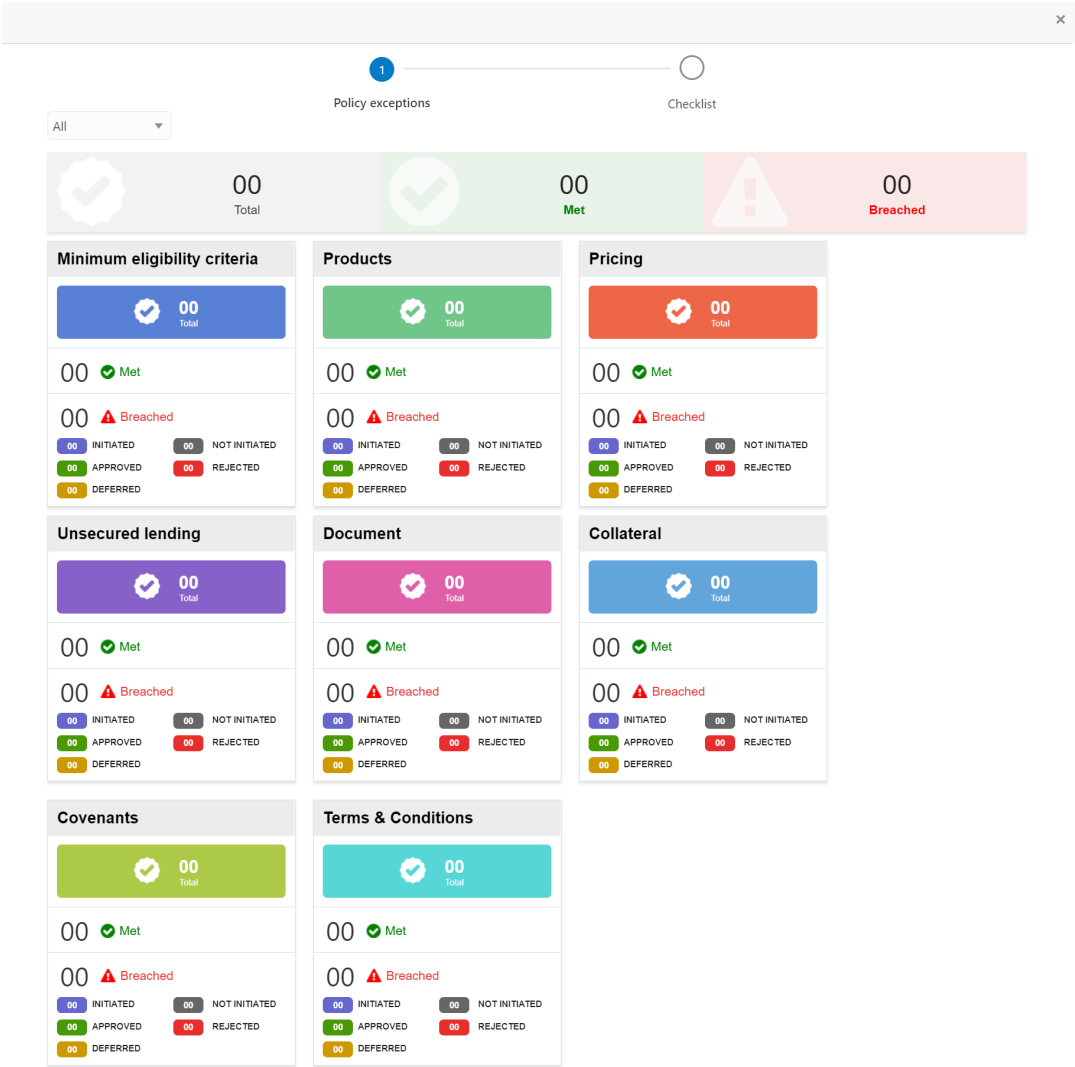 ×
1
Policy exceptions
Checklist
All
00
Total
00
Met
00
Breached
Minimum eligibility criteria
00
Total
00 Met
00 Breached
00 INITIATED 00 NOT INITIATED
00 APPROVED 00 REJECTED
00 DEFERRED
Products
00
Total
00 Met
00 Breached
00 INITIATED 00 NOT INITIATED
00 APPROVED 00 REJECTED
00 DEFERRED
Pricing
00
Total
00 Met
00 Breached
00 INITIATED 00 NOT INITIATED
00 APPROVED 00 REJECTED
00 DEFERRED
Unsecured lending
00
Total
00 Met
00 Breached
00 INITIATED 00 NOT INITIATED
00 APPROVED 00 REJECTED
00 DEFERRED
Document
00
Total
00 Met
00 Breached
00 INITIATED 00 NOT INITIATED
00 APPROVED 00 REJECTED
00 DEFERRED
Collateral
00
Total
00 Met
00 Breached
00 INITIATED 00 NOT INITIATED
00 APPROVED 00 REJECTED
00 DEFERRED
Covenants
00
Total
00 Met
00 Breached
00 INITIATED 00 NOT INITIATED
00 APPROVED 00 REJECTED
00 DEFERRED
Terms & Conditions
00
Total
00 Met
00 Breached
00 INITIATED 00 NOT INITIATED
00 APPROVED 00 REJECTED
00 DEFERRED